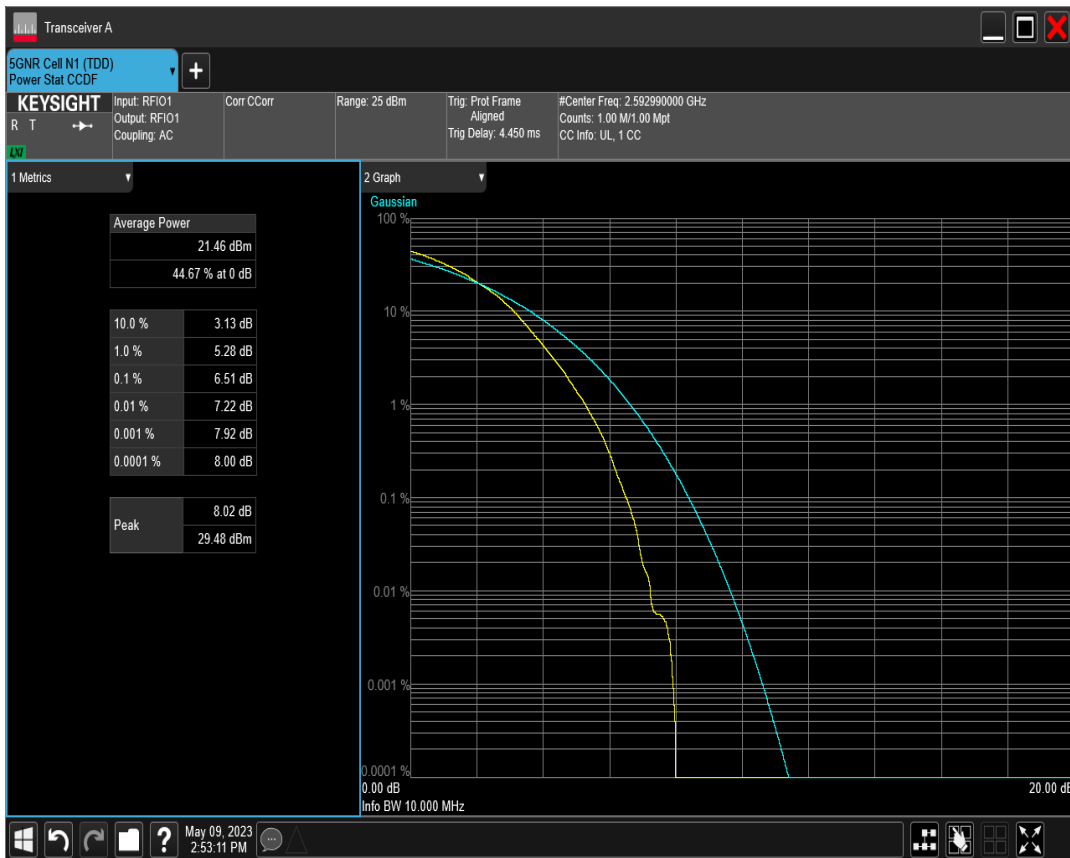 Transceiver A
5GNR Cell N1 (TDD)
Power Stat CCDF
+
KEYSIGHT
R T
LXI
Input: RFIO1
Output: RFIO1
Coupling: AC
Corr CCorr
Range: 25 dBm
Trig: Prot Frame
Aligned
Trig Delay: 4.450 ms
#Center Freq: 2.592990000 GHz
Counts: 1.00 M/1.00 Mpt
CC Info: UL, 1 CC
1 Metrics
Average Power
21.46 dBm
44.67 % at 0 dB
10.0 % 3.13 dB
1.0 % 5.28 dB
0.1 % 6.51 dB
0.01 % 7.22 dB
0.001 % 7.92 dB
0.0001 % 8.00 dB
Peak
8.02 dB
29.48 dBm
2 Graph
Gaussian
100 %
10 %
1 %
0.1 %
0.01 %
0.001 %
0.0001 %
0.00 dB 20.00 dB
Info BW 10.000 MHz
?
May 09, 2023
2:53:11 PM